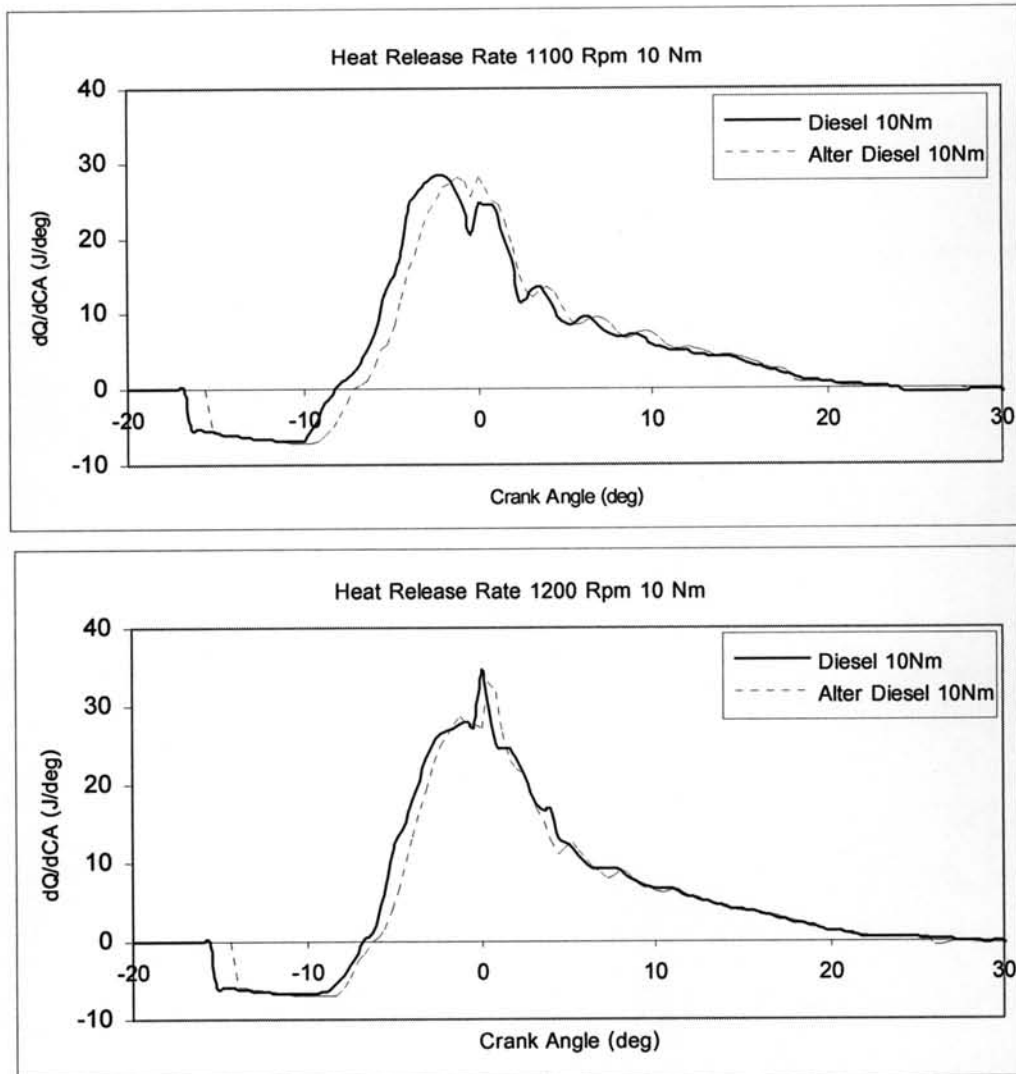 Heat Release Rate 1100 Rpm 10 Nm
40
30
20
10
0
-10
dQ/dCA (J/deg)
Diesel 10Nm
Alter Diesel 10Nm
-20
-10
0
10
20
30
Crank Angle (deg)
Heat Release Rate 1200 Rpm 10 Nm
40
30
20
10
0
-10
dQ/dCA (J/deg)
Diesel 10Nm
Alter Diesel 10Nm
-20
-10
0
10
20
30
Crank Angle (deg)